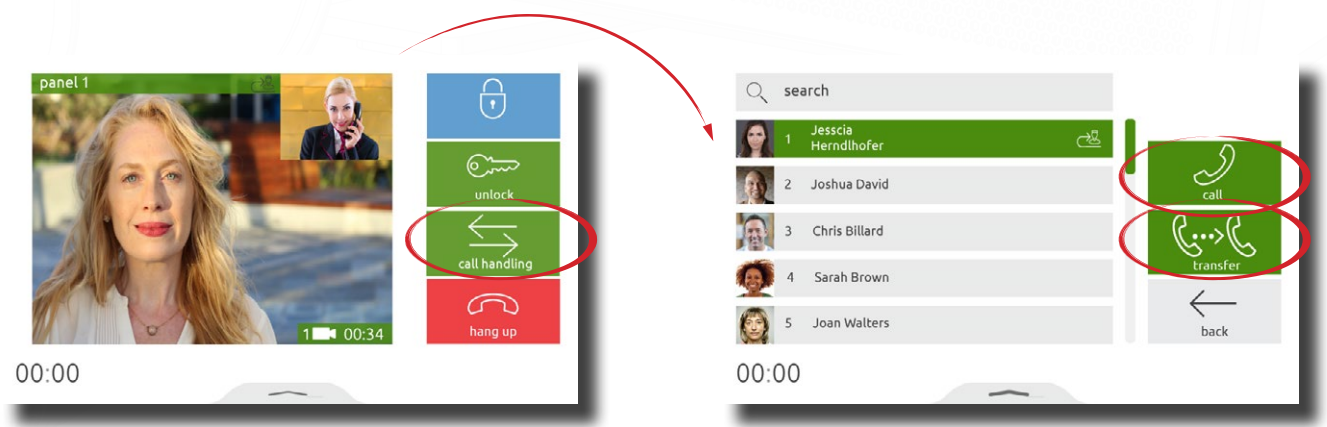 panel 1
unlock
call handling
hang up
1 00:34
00:00
search
1 Jesscia
Herndlhofer
2 Joshua David
3 Chris Billard
4 Sarah Brown
5 Joan Walters
call
transfer
back
00:00